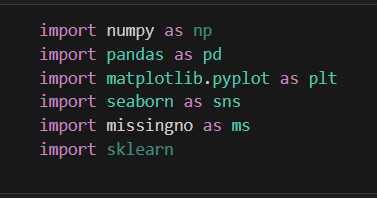 import numpy as np
import pandas as pd
import matplotlib.pyplot as plt
import seaborn as sns
import missingno as ms
import sklearn